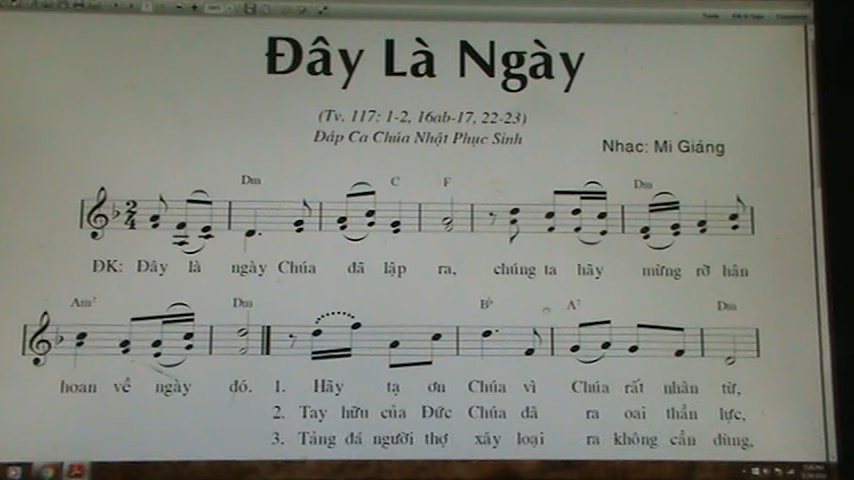 Đây Là Ngày
(Tv. 117: 1-2, 16ab-17, 22-23)
Đáp Ca Chúa Nhật Phục Sinh
Nhạc: Mi Giáng
Dm C F Dm
ĐK: Đây là ngày Chúa đã lập ra, chúng ta hãy mừng rỡ hân
Am7 Dm Bb A7 Dm
hoan về ngày đó. 1. Hãy tạ ơn Chúa vì Chúa rất nhân từ,
2. Tay hữu của Đức Chúa đã ra oai thần lực,
3. Tảng đá người thợ xây loại ra không cần dùng,